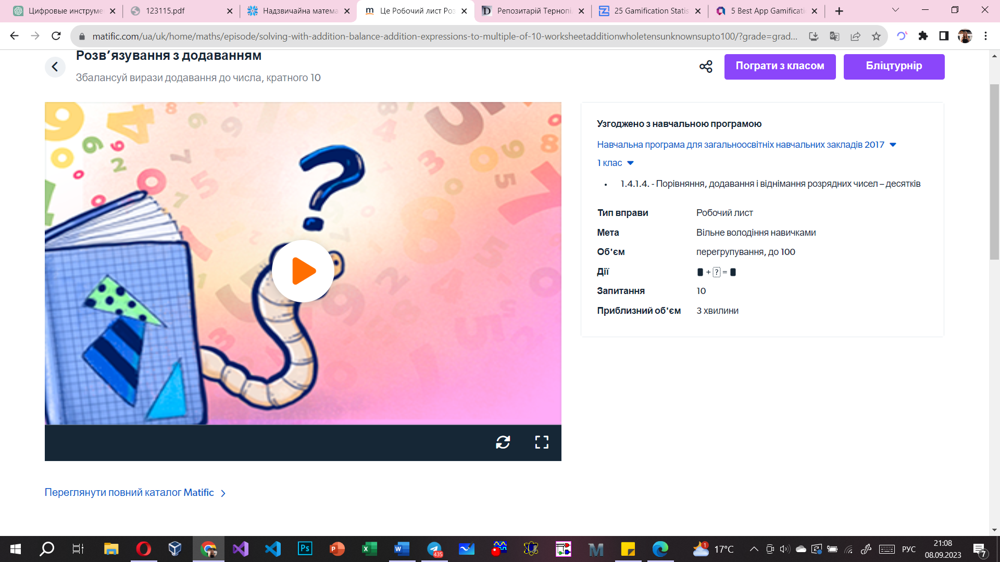 Цифровые инструме
123115.pdf
Надзвичайна матема
Це Робочий лист Роз
Репозитарій Тернопі
25 Gamification Statis
5 Best App Gamificati
matific.com/ua/uk/home/maths/episode/solving-with-addition-balance-addition-expressions-to-multiple-of-10-worksheetadditionwholetensunknownsupto100/?grade=grad...
Розв’язування з додаванням
Збалансуй вирази додавання до числа, кратного 10
Пограти з класом
Бліцтурнір
Узгоджено з навчальною програмою
Навчальна програма для загальноосвітніх навчальних закладів 2017
1 клас
• 1.4.1.4. - Порівняння, додавання і віднімання розрядних чисел – десятків
Тип вправи Робочий лист
Мета Вільне володіння навичками
Об'єм перегрупування, до 100
Дії ▮ + ? = ▮
Запитання 10
Приблизний об'єм 3 хвилини
Переглянути повний каталог Matific
435
1
17°C
РУС
21:08
08.09.2023
7